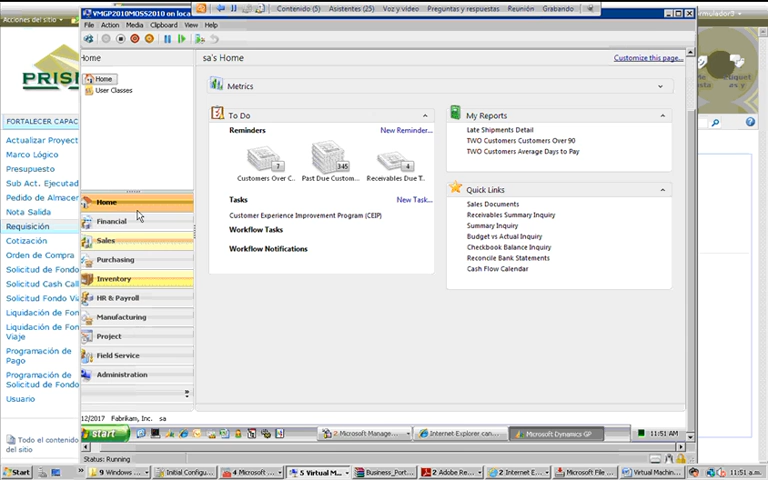 Acciones del sitio
Contenido (5) Asistentes (25) Voz y vídeo Preguntas y respuestas Reunión Grabando
VMGP2010MOSS2010 on loca
File Action Media Clipboard View Help
PRISM
FORTALECER CAPAC
Actualizar Proyect
Marco Lógico
Presupuesto
Sub Act. Ejecutad
Pedido de Almacer
Nota Salida
Requisición
Cotización
Orden de Compra
Solicitud de Fondo
Solicitud Cash Call
Solicitud Fondo Via
Liquidación de Fon
Liquidación de Fon
Viaje
Programación de
Pago
Programación de
Solicitud de Fondo
Usuario
Todo el contenido
del sitio
Home
Home
User Classes
Home
Financial
Sales
Purchasing
Inventory
HR & Payroll
Manufacturing
Project
Field Service
Administration
sa's Home
Customize this page...
Metrics
To Do
Reminders
New Reminder...
7
345
4
Customers Over C...
Past Due Custom...
Receivables Due T...
Tasks
New Task...
Customer Experience Improvement Program (CEIP)
Workflow Tasks
Workflow Notifications
My Reports
Late Shipments Detail
TWO Customers Customers Over 90
TWO Customers Average Days to Pay
Quick Links
Sales Documents
Receivables Summary Inquiry
Summary Inquiry
Budget vs Actual Inquiry
Checkbook Balance Inquiry
Reconcile Bank Statements
Cash Flow Calendar
12/2017 Fabrikam, Inc. sa
start
2 Microsoft Manage...
Internet Explorer can...
Microsoft Dynamics GP
11:51 AM
Status: Running
Start
9 Windows ...
Initial Configu...
4 Microsoft ...
5 Virtual M...
Business_Port...
2 Adobe Re...
2 Internet E...
Microsoft File ...
Virtual Machin...
11:51 a.m.